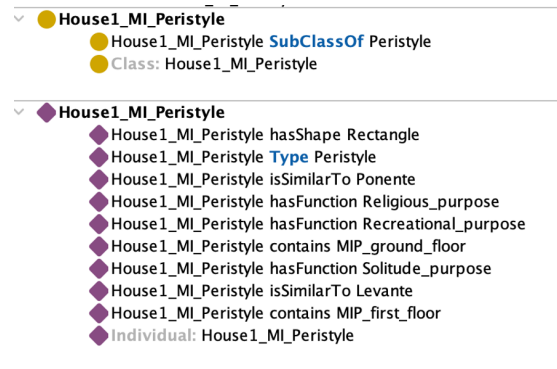 House1_MI_Peristyle
House1_MI_Peristyle SubClassOf Peristyle
Class: House1_MI_Peristyle
House1_MI_Peristyle
House1_MI_Peristyle hasShape Rectangle
House1_MI_Peristyle Type Peristyle
House1_MI_Peristyle isSimilarTo Ponente
House1_MI_Peristyle hasFunction Religious_purpose
House1_MI_Peristyle hasFunction Recreational_purpose
House1_MI_Peristyle contains MIP_ground_floor
House1_MI_Peristyle hasFunction Solitude_purpose
House1_MI_Peristyle isSimilarTo Levante
House1_MI_Peristyle contains MIP_first_floor
Individual: House1_MI_Peristyle